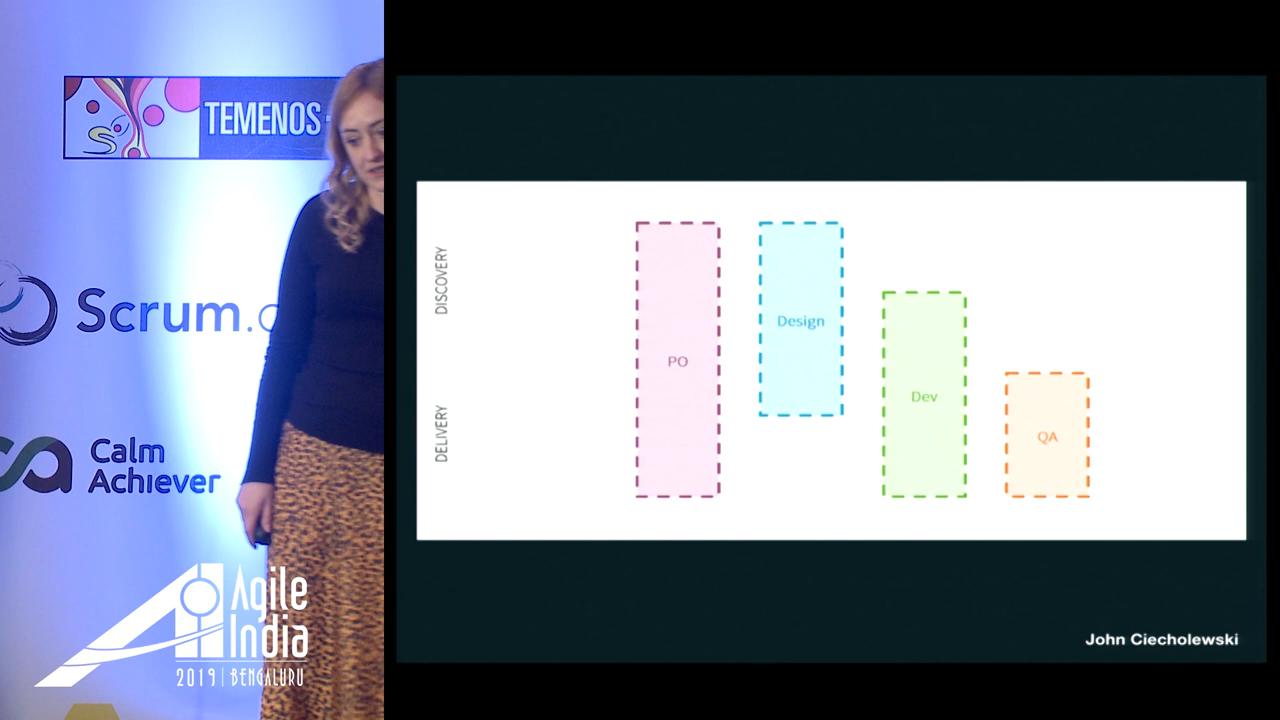 TEMENOS
Scrum.
Calm
Achiever
Agile
India
2019 | BENGALURU
DISCOVERY
DELIVERY
PO
Design
Dev
QA
John Ciecholewski